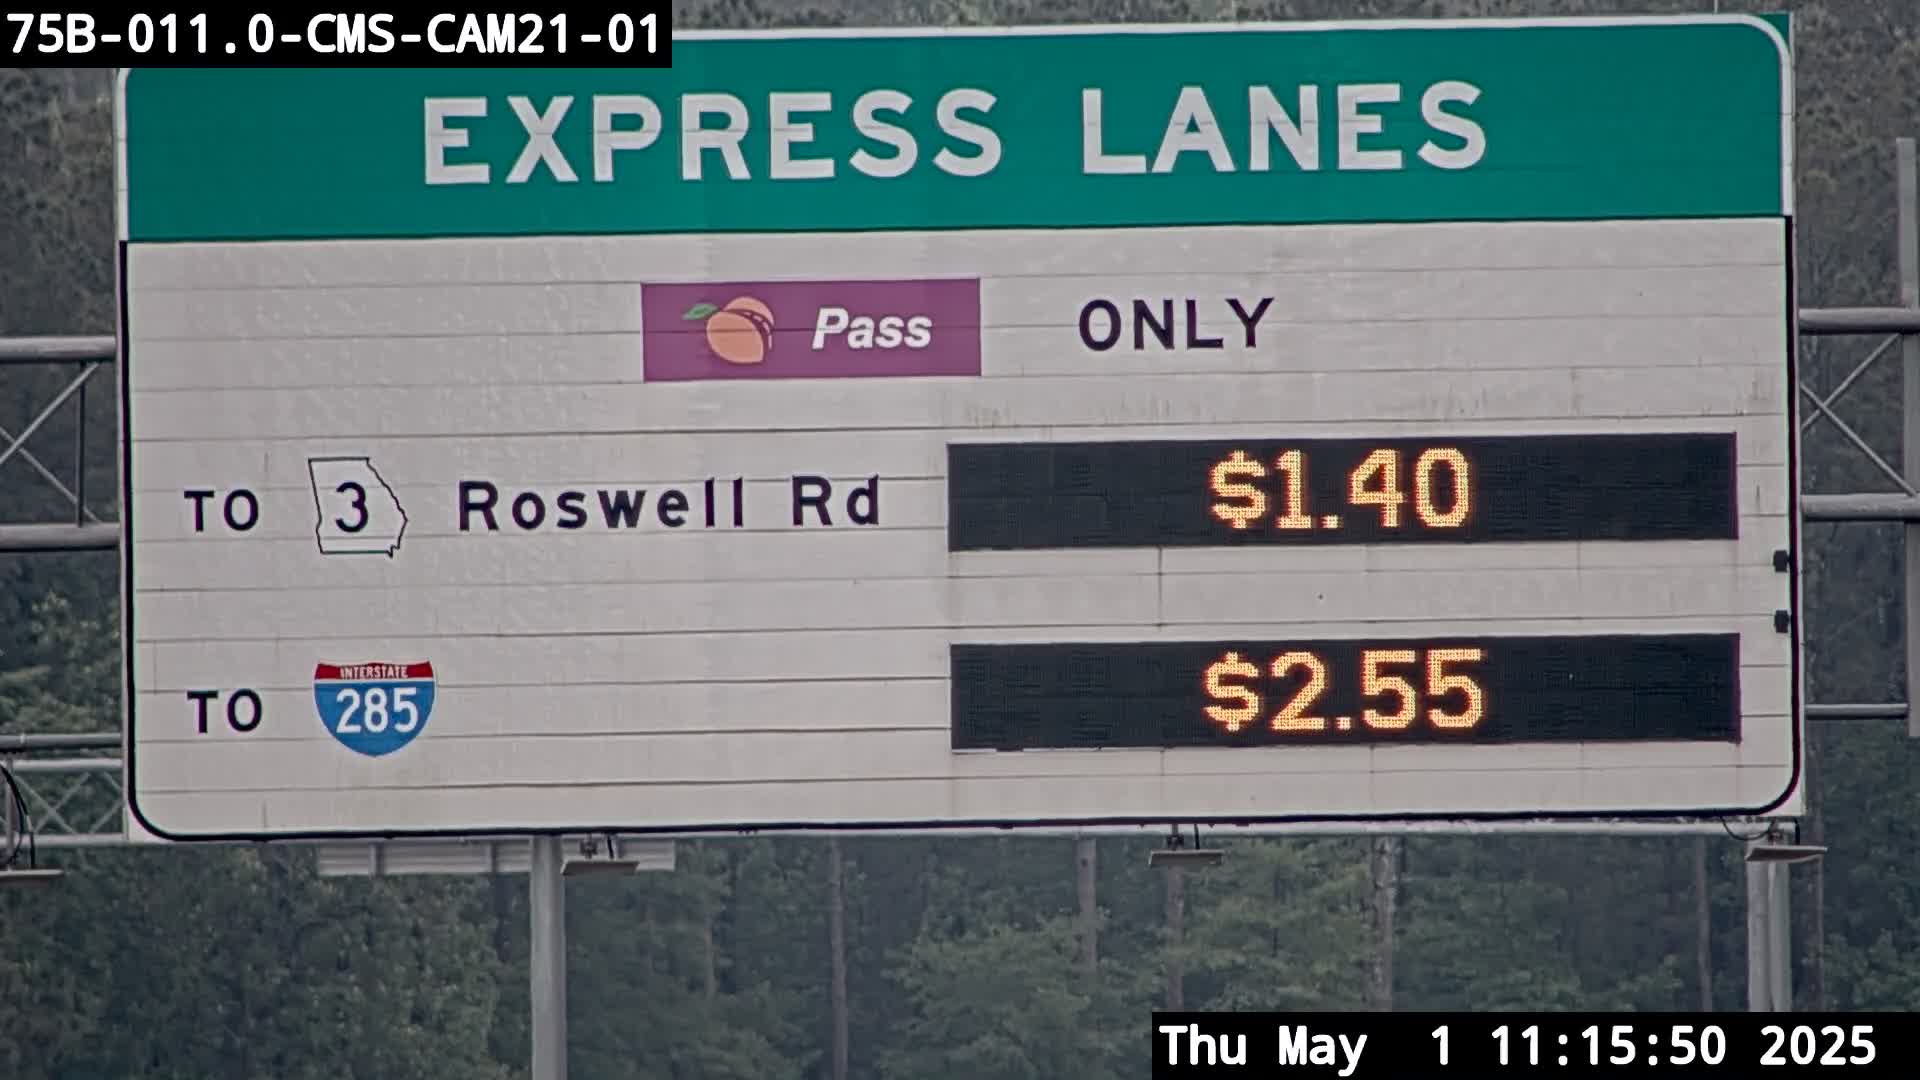 75B-011.0-CMS-CAM21-01
EXPRESS LANES
Pass ONLY
TO 3 Roswell Rd $1.40
TO INTERSTATE 285 $2.55
Thu May 1 11:15:50 2025